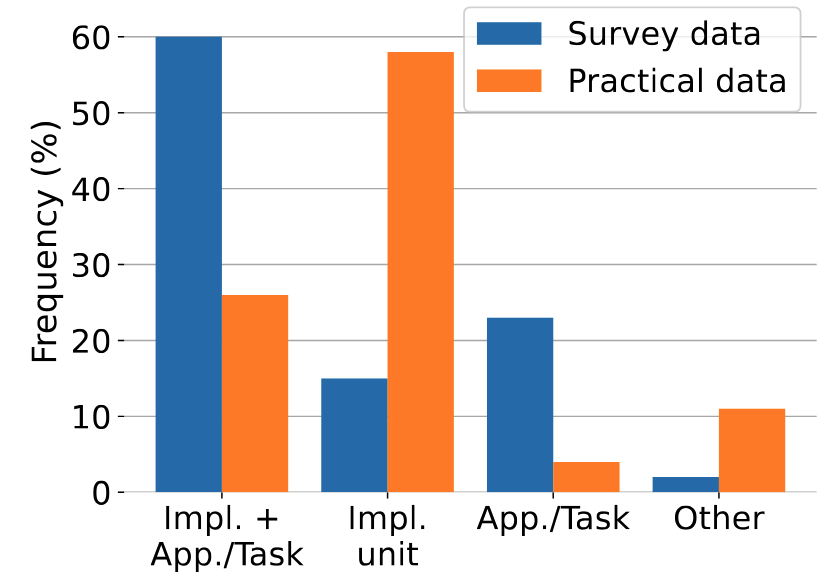 Survey data
Practical data
Frequency (%)
60
50
40
30
20
10
0
Impl. +
App./Task
Impl.
unit
App./Task
Other